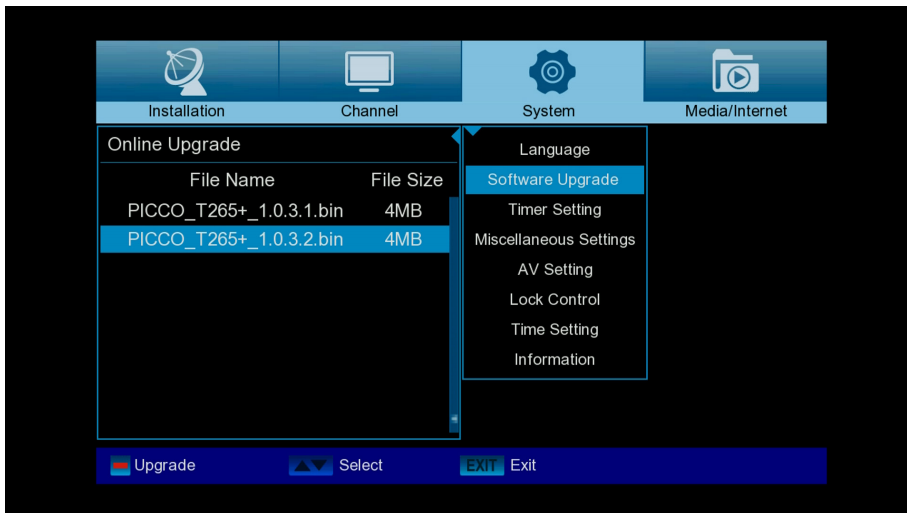 Installation Channel System Media/Internet
Online Upgrade
File Name File Size
PICCO_T265+_1.0.3.1.bin 4MB
PICCO_T265+_1.0.3.2.bin 4MB
Language
Software Upgrade
Timer Setting
Miscellaneous Settings
AV Setting
Lock Control
Time Setting
Information
Upgrade Select EXIT Exit